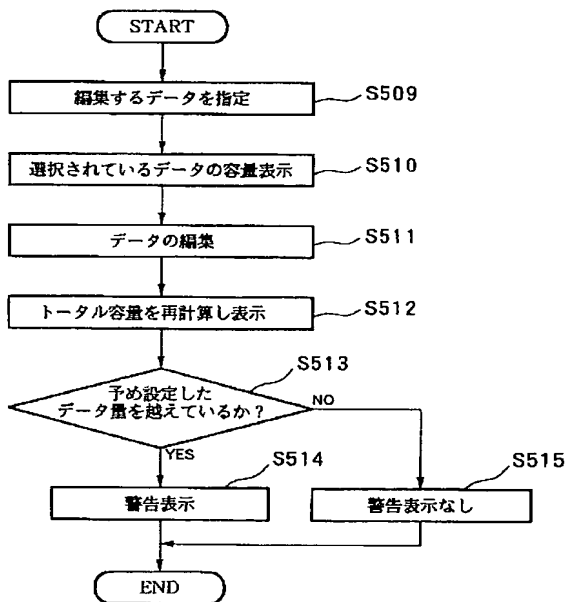 START
編集するデータを指定
S509
選択されているデータの容量表示
S510
データの編集
S511
トータル容量を再計算し表示
S512
S513
予め設定した
データ量を越えているか？
NO
YES
S514
S515
警告表示
警告表示なし
END